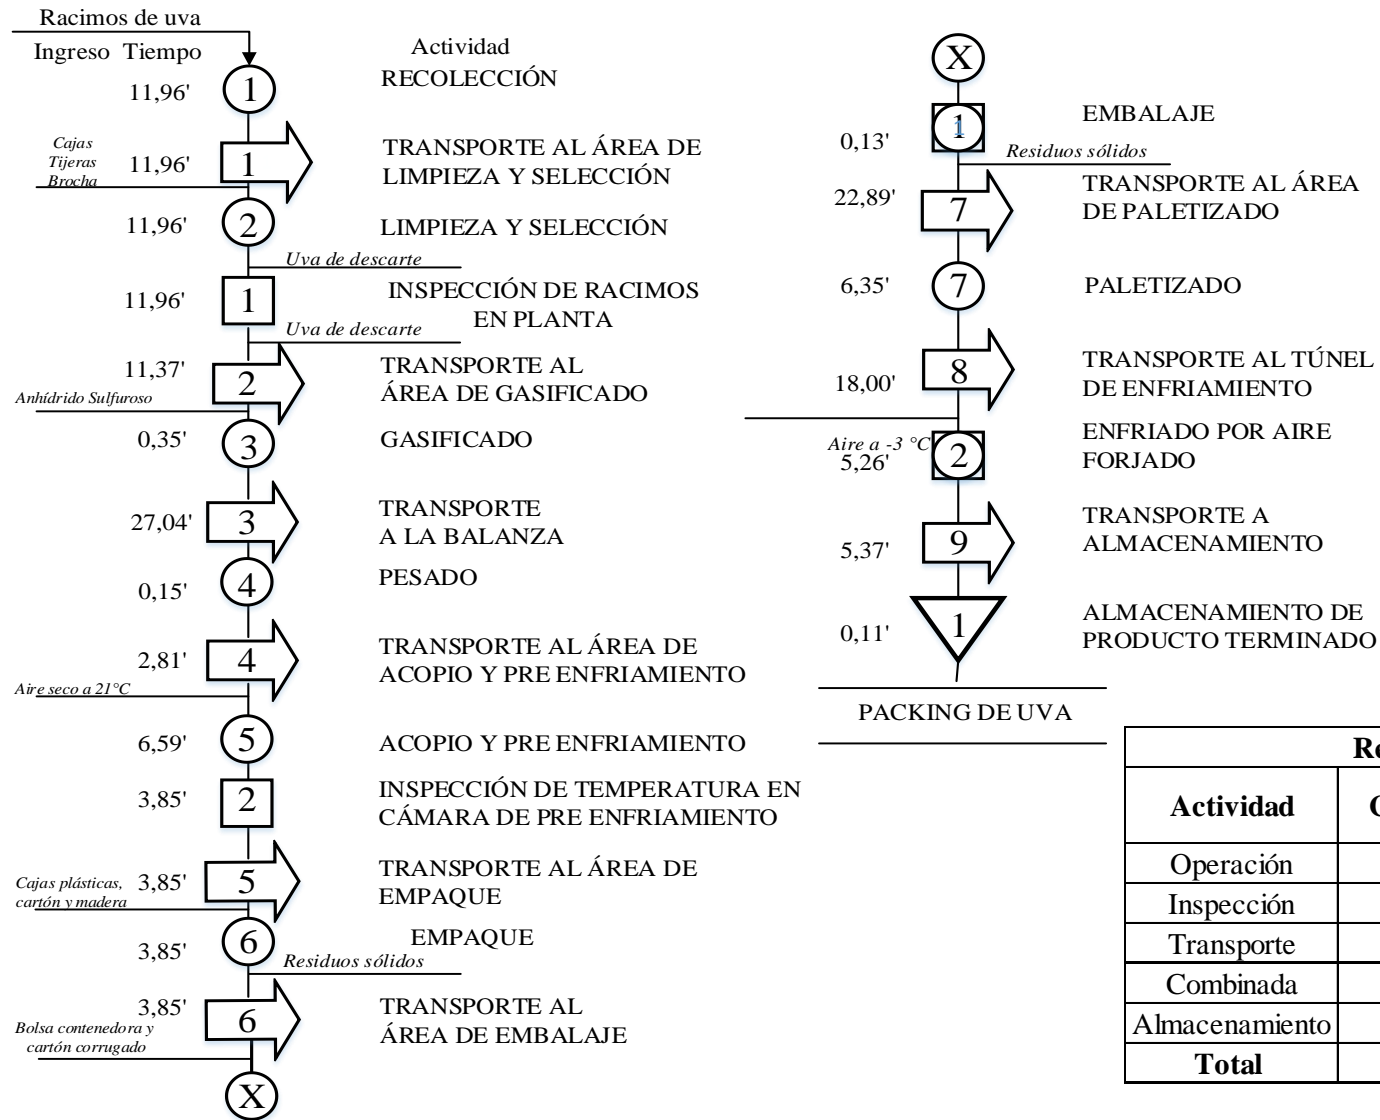 Racimos de uva
Ingreso Tiempo
Actividad
11,96'
1
RECOLECCIÓN
Cajas
Tijeras
Brocha
11,96'
1
TRANSPORTE AL ÁREA DE
LIMPIEZA Y SELECCIÓN
11,96'
2
LIMPIEZA Y SELECCIÓN
Uva de descarte
11,96'
1
INSPECCIÓN DE RACIMOS
EN PLANTA
Uva de descarte
11,37'
2
TRANSPORTE AL
ÁREA DE GASIFICADO
Anhídrido Sulfuroso
0,35'
3
GASIFICADO
27,04'
3
TRANSPORTE
A LA BALANZA
0,15'
4
PESADO
2,81'
4
TRANSPORTE AL ÁREA DE
ACOPIO Y PRE ENFRIAMIENTO
Aire seco a 21°C
6,59'
5
ACOPIO Y PRE ENFRIAMIENTO
3,85'
2
INSPECCIÓN DE TEMPERATURA EN
CÁMARA DE PRE ENFRIAMIENTO
3,85'
5
TRANSPORTE AL ÁREA DE
EMPAQUE
Cajas plásticas,
cartón y madera
3,85'
6
EMPAQUE
Residuos sólidos
3,85'
6
TRANSPORTE AL
ÁREA DE EMBALAJE
Bolsa contenedora y
cartón corrugado
X
X
0,13'
1
EMBALAJE
Residuos sólidos
22,89'
7
TRANSPORTE AL ÁREA
DE PALETIZADO
6,35'
7
PALETIZADO
18,00'
8
TRANSPORTE AL TÚNEL
DE ENFRIAMIENTO
Aire a -3 °C
5,26'
2
ENFRIADO POR AIRE
FORJADO
5,37'
9
TRANSPORTE A
ALMACENAMIENTO
0,11'
1
ALMACENAMIENTO DE
PRODUCTO TERMINADO
PACKING DE UVA
Actividad
Operación
Inspección
Transporte
Combinada
Almacenamiento
Total